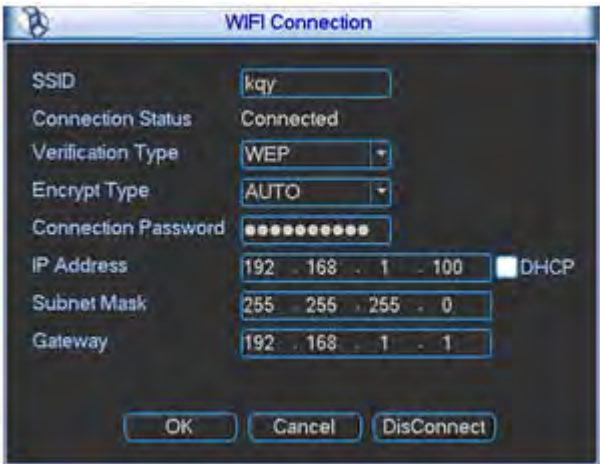 WIFI Connection
SSID kqy
Connection Status Connected
Verification Type WEP
Encrypt Type AUTO
Connection Password ●●●●●●●●●●
IP Address 192 . 168 . 1 . 100 DHCP
Subnet Mask 255 . 255 . 255 . 0
Gateway 192 . 168 . 1 . 1
OK Cancel DisConnect